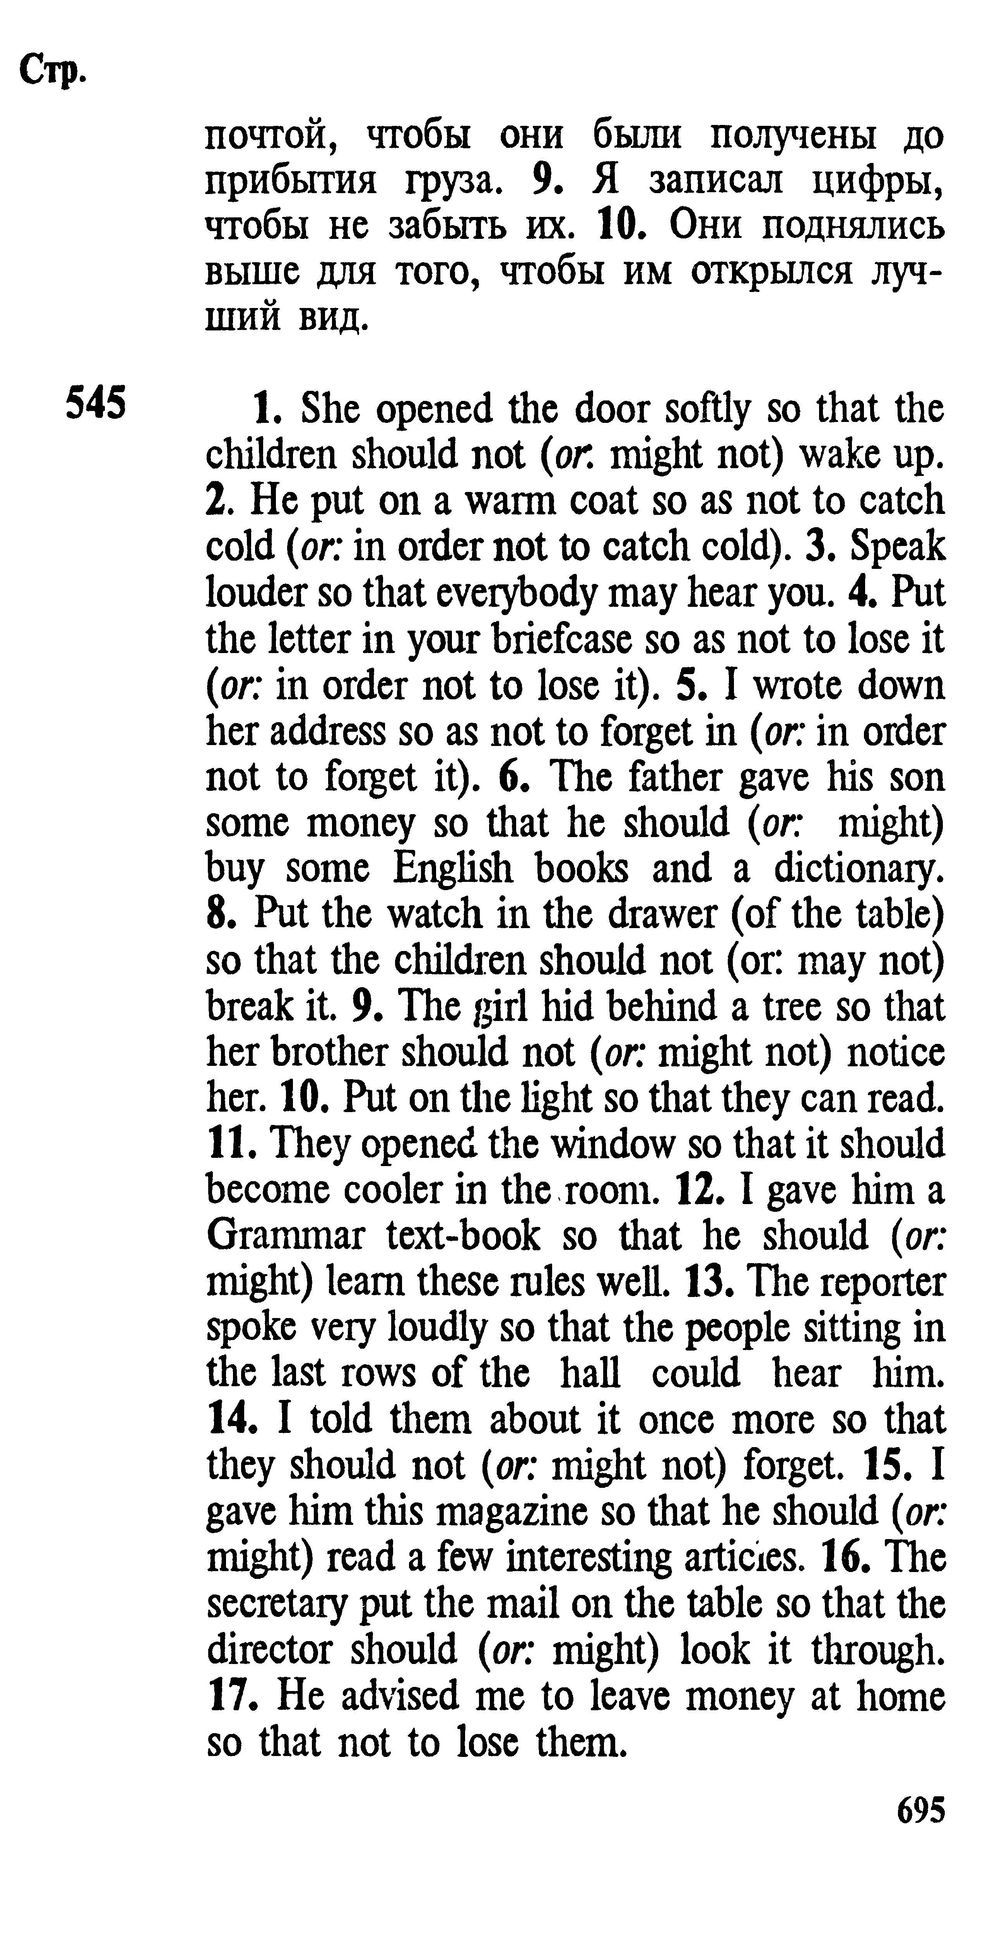 Стр.
почтой, чтобы они были получены до
прибытия груза. 9. Я записал цифры,
чтобы не забыть их. 10. Они поднялись
выше для того, чтобы им открылся луч-
ший вид.
545 1. She opened the door softly so that the
children should not (or: might not) wake up.
2. He put on a warm coat so as not to catch
cold (or: in order not to catch cold). 3. Speak
louder so that everybody may hear you. 4. Put
the letter in your briefcase so as not to lose it
(or: in order not to lose it). 5. I wrote down
her address so as not to forget in (or: in order
not to forget it). 6. The father gave his son
some money so that he should (or: might)
buy some English books and a dictionary.
8. Put the watch in the drawer (of the table)
so that the children should not (or: may not)
break it. 9. The girl hid behind a tree so that
her brother should not (or: might not) notice
her. 10. Put on the light so that they can read.
11. They opened the window so that it should
become cooler in the room. 12. I gave him a
Grammar text-book so that he should (or:
might) learn these rules well. 13. The reporter
spoke very loudly so that the people sitting in
the last rows of the hall could hear him.
14. I told them about it once more so that
they should not (or: might not) forget. 15. I
gave him this magazine so that he should (or:
might) read a few interesting articles. 16. The
secretary put the mail on the table so that the
director should (or: might) look it through.
17. He advised me to leave money at home
so that not to lose them.
695